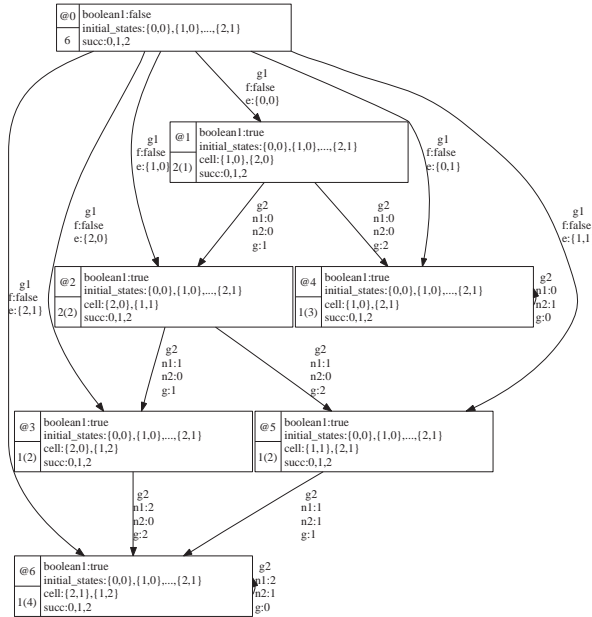 @0
6
boolean1:false
initial_states:{0,0},{1,0},...,{2,1}
succ:0,1,2
g1
f:false
e:{0,0}
@1
2(1)
boolean1:true
initial_states:{0,0},{1,0},...,{2,1}
cell:{1,0},{2,0}
succ:0,1,2
g1
f:false
e:{1,0}
g1
f:false
e:{0,1}
g1
f:false
e:{2,0}
g1
f:false
e:{1,1
g2
n1:0
n2:0
g:1
g2
n1:0
n2:0
g:2
g1
f:false
e:{2,1}
@2
2(2)
boolean1:true
initial_states:{0,0},{1,0},...,{2,1}
cell:{2,0},{1,1}
succ:0,1,2
@4
1(3)
boolean1:true
initial_states:{0,0},{1,0},...,{2,1}
cell:{1,0},{2,1}
succ:0,1,2
g2
n1:0
n2:1
g:0
g2
n1:1
n2:0
g:1
g2
n1:1
n2:0
g:2
@3
1(2)
boolean1:true
initial_states:{0,0},{1,0},...,{2,1}
cell:{2,0},{1,2}
succ:0,1,2
@5
1(2)
boolean1:true
initial_states:{0,0},{1,0},...,{2,1}
cell:{1,1},{2,1}
succ:0,1,2
g2
n1:2
n2:0
g:2
g2
n1:1
n2:1
g:1
@6
1(4)
boolean1:true
initial_states:{0,0},{1,0},...,{2,1}
cell:{2,1},{1,2}
succ:0,1,2
g2
n1:2
n2:1
g:0